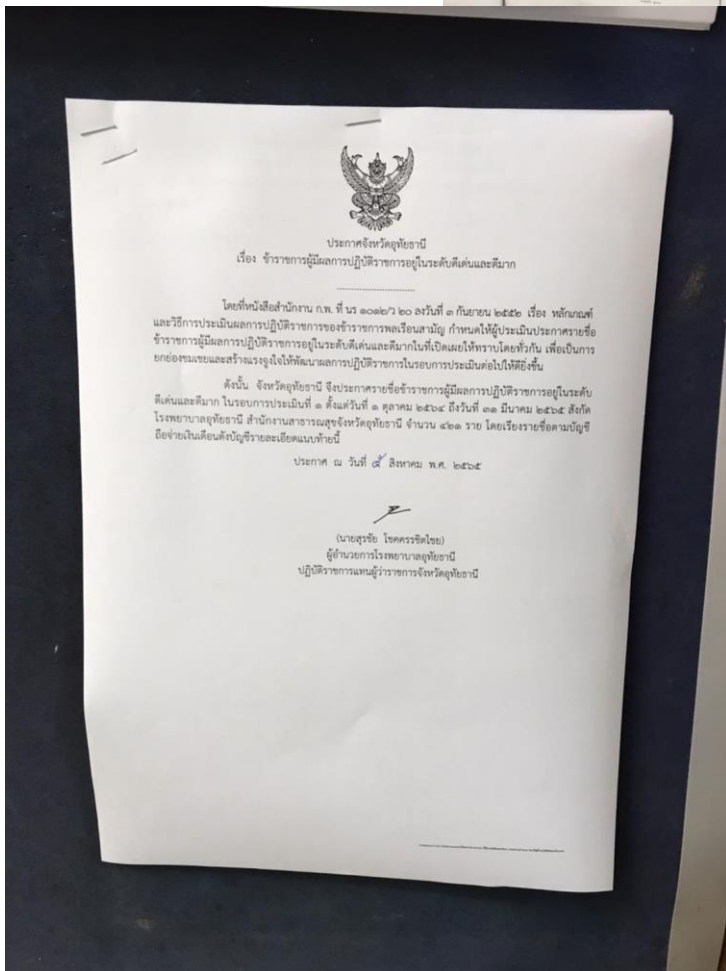 ประกาศจังหวัดอุทัยธานี
เรื่อง ข้าราชการผู้มีผลการปฏิบัติราชการอยู่ในระดับดีเด่นและดีมาก
โดยที่หนังสือสำนักงาน ก.พ. ที่ นร ๑๐๑๒/ว ๒๐ ลงวันที่ ๓ กันยายน ๒๕๕๒ เรื่อง หลักเกณฑ์
และวิธีการประเมินผลการปฏิบัติราชการของข้าราชการพลเรือนสามัญ กำหนดให้ผู้ประเมินประกาศรายชื่อ
ข้าราชการผู้มีผลการปฏิบัติราชการอยู่ในระดับดีเด่นและดีมากในที่เปิดเผยให้ทราบโดยทั่วกัน เพื่อเป็นการ
ยกย่องชมเชยและสร้างแรงจูงใจให้พัฒนาผลการปฏิบัติราชการในรอบการประเมินต่อไปให้ดียิ่งขึ้น
ดังนั้น จังหวัดอุทัยธานี จึงประกาศรายชื่อข้าราชการผู้มีผลการปฏิบัติราชการอยู่ในระดับ
ดีเด่นและดีมาก ในรอบการประเมินที่ ๑ ตั้งแต่วันที่ ๑ ตุลาคม ๒๕๖๔ ถึงวันที่ ๓๑ มีนาคม ๒๕๖๕ สังกัด
โรงพยาบาลอุทัยธานี สำนักงานสาธารณสุขจังหวัดอุทัยธานี จำนวน ๔๒๑ ราย โดยเรียงรายชื่อตามบัญชี
ถือจ่ายเงินเดือนดังบัญชีรายละเอียดแนบท้ายนี้
ประกาศ ณ วันที่ ๕ สิงหาคม พ.ศ. ๒๕๖๕
(นายสุรชัย โชคครรชิตไชย)
ผู้อำนวยการโรงพยาบาลอุทัยธานี
ปฏิบัติราชการแทนผู้ว่าราชการจังหวัดอุทัยธานี